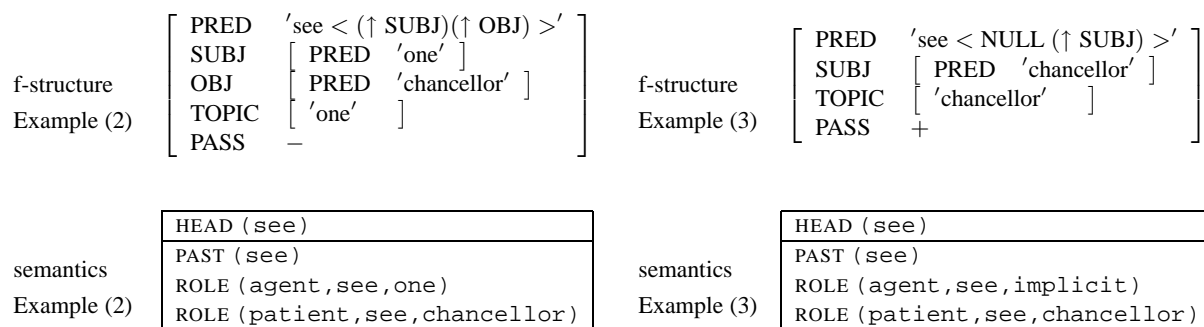 f-structure
Example (2)
PRED ′see < (↑ SUBJ)(↑ OBJ) >′
SUBJ [ PRED ′one′ ]
OBJ [ PRED ′chancellor′ ]
TOPIC [ ′one′ ]
PASS −
f-structure
Example (3)
PRED ′see < NULL (↑ SUBJ) >′
SUBJ [ PRED ′chancellor′ ]
TOPIC [ ′chancellor′ ]
PASS +
semantics
Example (2)
HEAD (see)
PAST (see)
ROLE (agent,see,one)
ROLE (patient,see,chancellor)
semantics
Example (3)
HEAD (see)
PAST (see)
ROLE (agent,see,implicit)
ROLE (patient,see,chancellor)